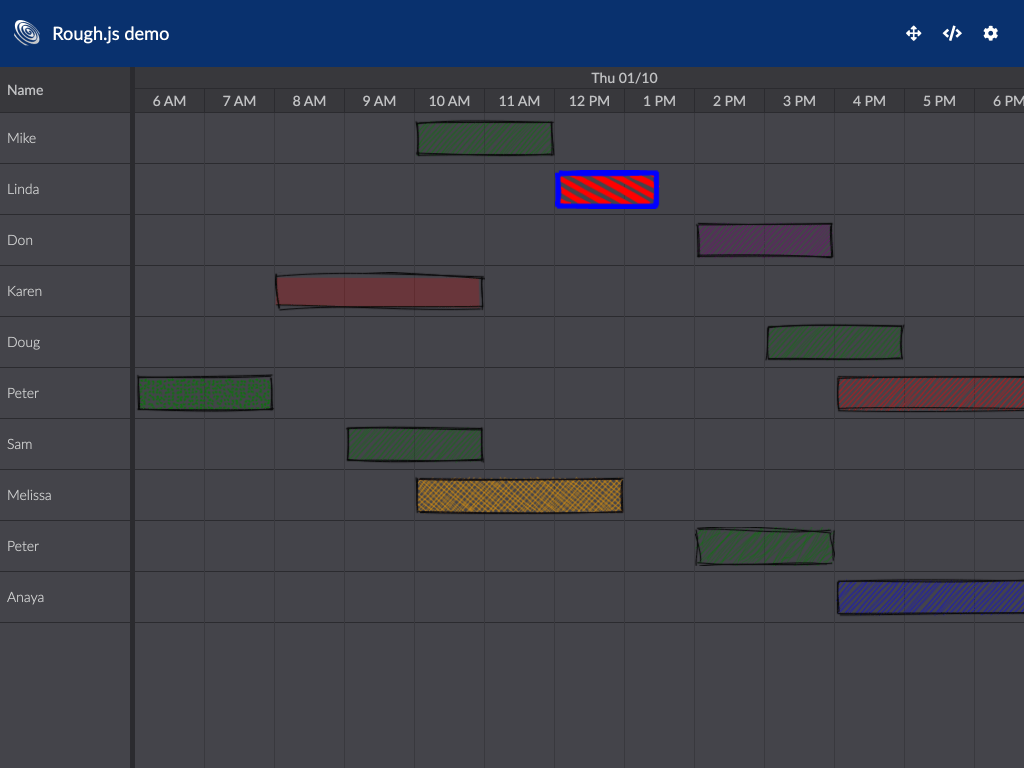 Rough.js demo
Name
Thu 01/10
6 AM 7 AM 8 AM 9 AM 10 AM 11 AM 12 PM 1 PM 2 PM 3 PM 4 PM 5 PM 6 PM
Mike
Linda
Don
Karen
Doug
Peter
Sam
Melissa
Peter
Anaya